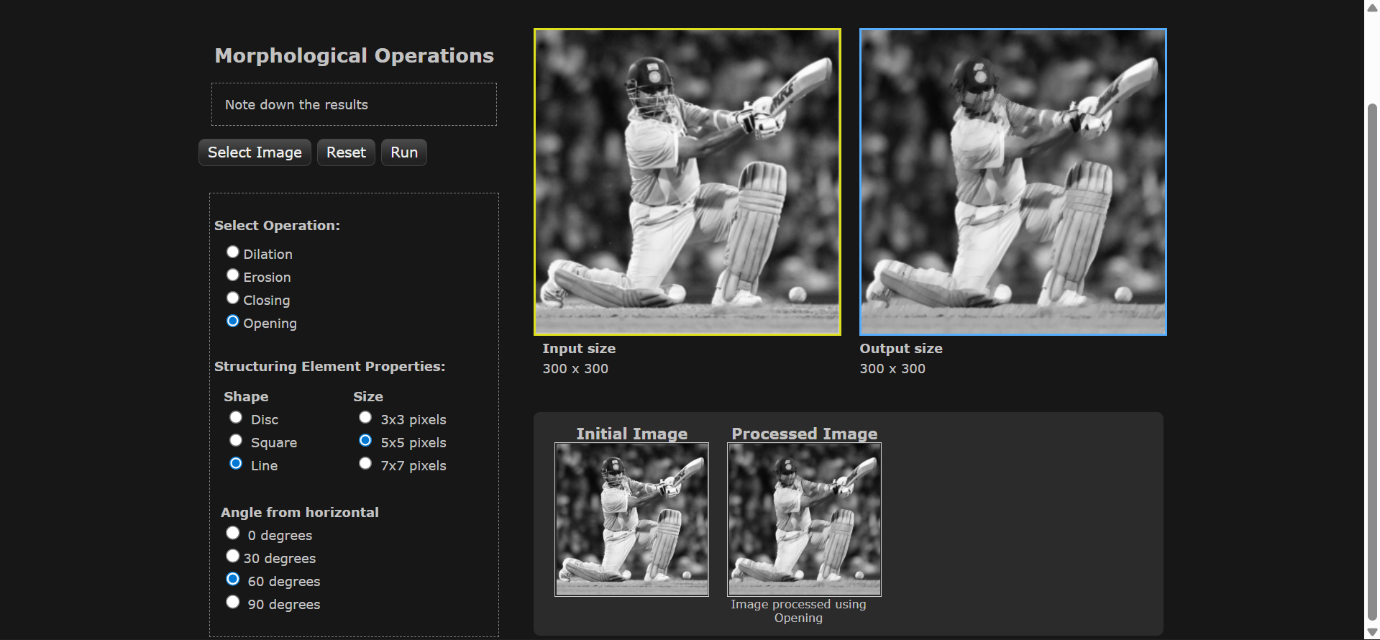 Morphological Operations
Note down the results
Select Image Reset Run
Select Operation:
Dilation
Erosion
Closing
Opening
Structuring Element Properties:
Shape Size
Disc 3x3 pixels
Square 5x5 pixels
Line 7x7 pixels
Angle from horizontal
0 degrees
30 degrees
60 degrees
90 degrees
Input size
300 x 300
Output size
300 x 300
Initial Image
Processed Image
Image processed using
Opening